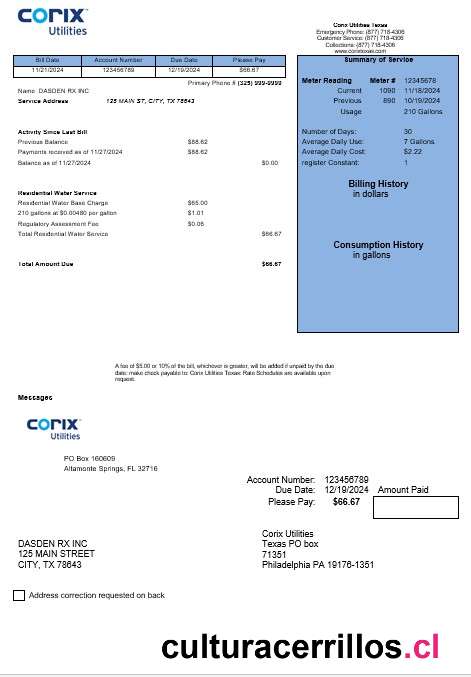 CORIX
Utilities
Corix Utilities Texas
Emergency Phone: (877) 718-4306
Customer Service: (877) 718-4306
Collections: (877) 718-4306
www.corixtexas.com
Bill Date Account Number Due Date Please Pay
11/21/2024 123456789 12/19/2024 $66.67
Primary Phone # (325) 999-9999
Name DASDEN RX INC
Service Address 125 MAIN ST, CITY, TX 78643
Summary of Service
Meter Reading Meter # 12345678
Current 1090 11/18/2024
Previous 890 10/19/2024
Usage 210 Gallons
Number of Days: 30
Average Daily Use: 7 Gallons
Average Daily Cost: $2.22
register Constant: 1
Billing History
in dollars
Consumption History
in gallons
Activity Since Last Bill
Previous Balance $88.62
Payments received as of 11/27/2024 $88.62
Balance as of 11/27/2024 $0.00
Residential Water Service
Residential Water Base Charge $65.00
210 gallons at $0.00480 per gallon $1.01
Regulatory Assessment Fee
Total Residential Water Service $66.67
Total Amount Due $66.67
A fee of $5.00 or 10% of the bill, whichever is greater, will be added if unpaid by the due
date: make check payable to: Corix Utilities Texas: Rate Schedules are available upon
request.
Messages
CORIX
Utilities
PO Box 160609
Altamonte Springs, FL 32716
Account Number: 123456789
Due Date: 12/19/2024 Amount Paid
Please Pay: $66.67
DASDEN RX INC
125 MAIN STREET
CITY, TX 78643
Corix Utilities
Texas PO box
71351
Philadelphia PA 19176-1351
Address correction requested on back
culturacerrillos.cl